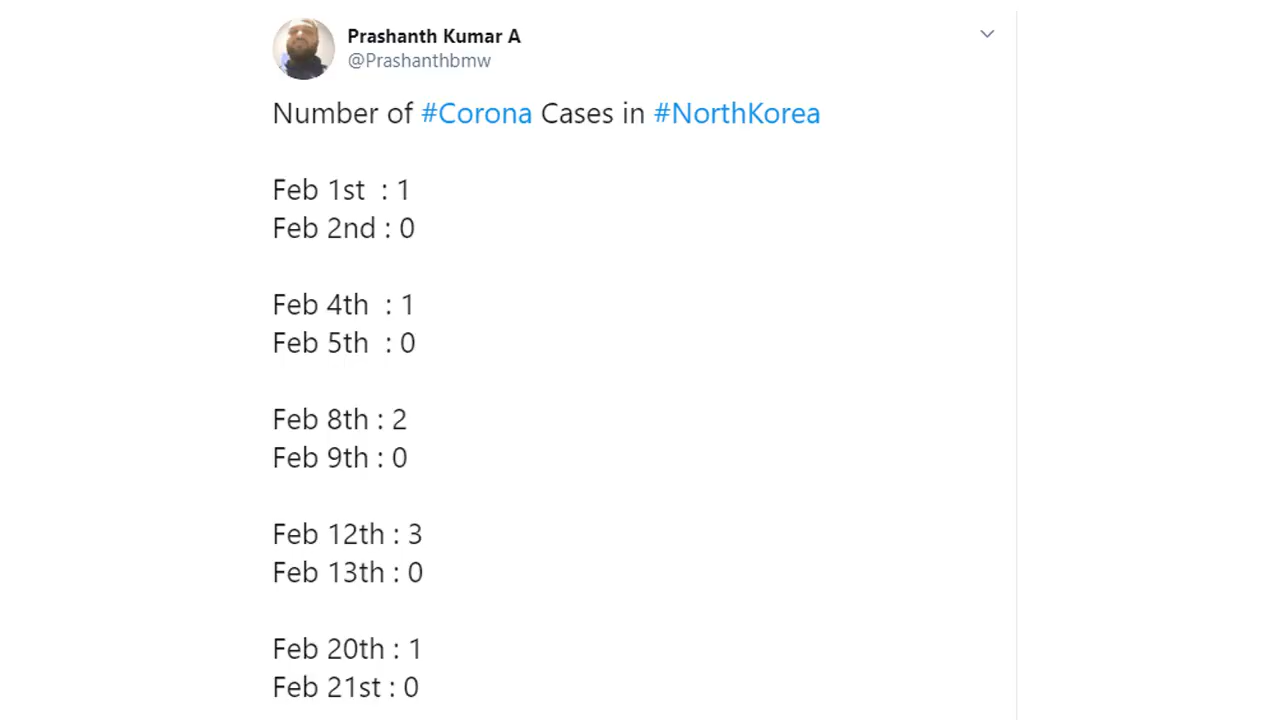 Prashanth Kumar A
@Prashanthbmw
Number of #Corona Cases in #NorthKorea
Feb 1st : 1
Feb 2nd : 0
Feb 4th : 1
Feb 5th : 0
Feb 8th : 2
Feb 9th : 0
Feb 12th : 3
Feb 13th : 0
Feb 20th : 1
Feb 21st : 0